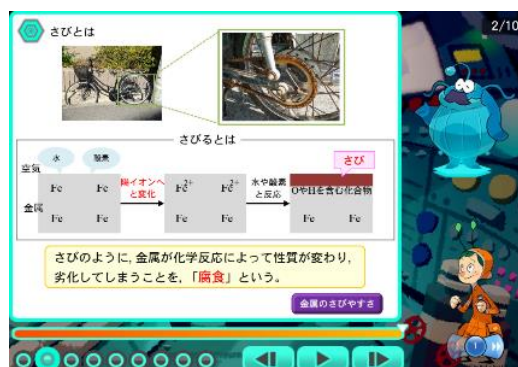 2/10
さびとは
さびるとは
水 酸素
空気
金属
Fe Fe
Fe Fe
陽イオンへ
と変化
Fe2+ Fe2+
Fe Fe
水や酸素
と反応
さび
OやHを含む化合物
Fe Fe
さびのように,金属が化学反応によって性質が変わり,
劣化してしまうことを,「腐食」という。
金属のさびやすさ
1